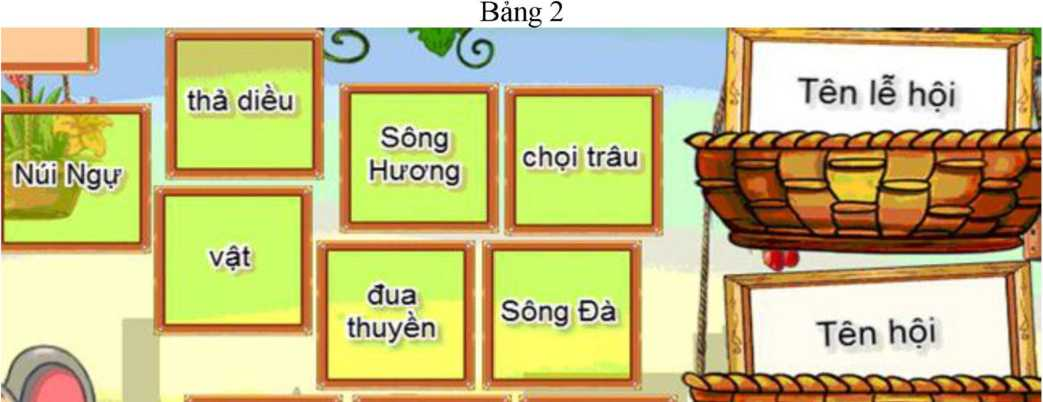 Bảng 2
thả diều
Tên lễ hội
Sông
Hương
chọi trâu
Núi Ngự
vật
đua
thuyền
Sông Đà
Tên hội